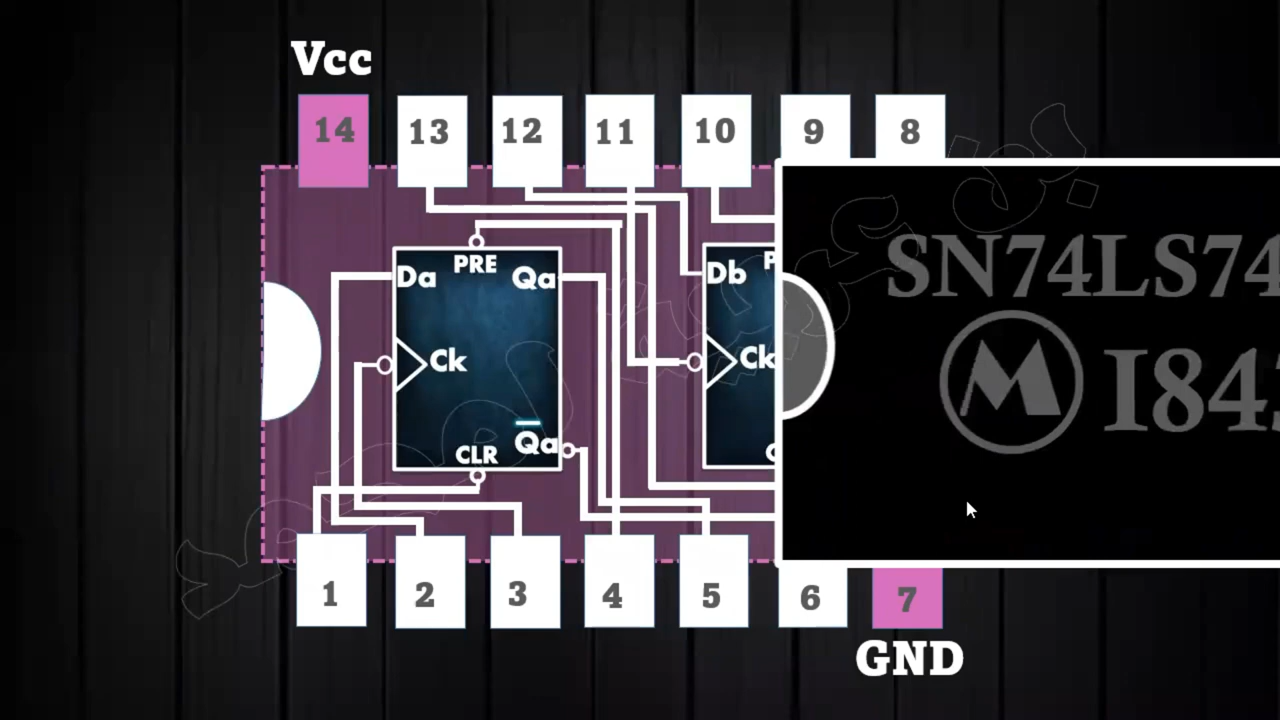 Vcc
14 13 12 11 10 9 8
SN74LS74
I843
PRE
Da Qa Db P
Ck Ck
Qa
CLR C
1 2 3 4 5 6 7
GND